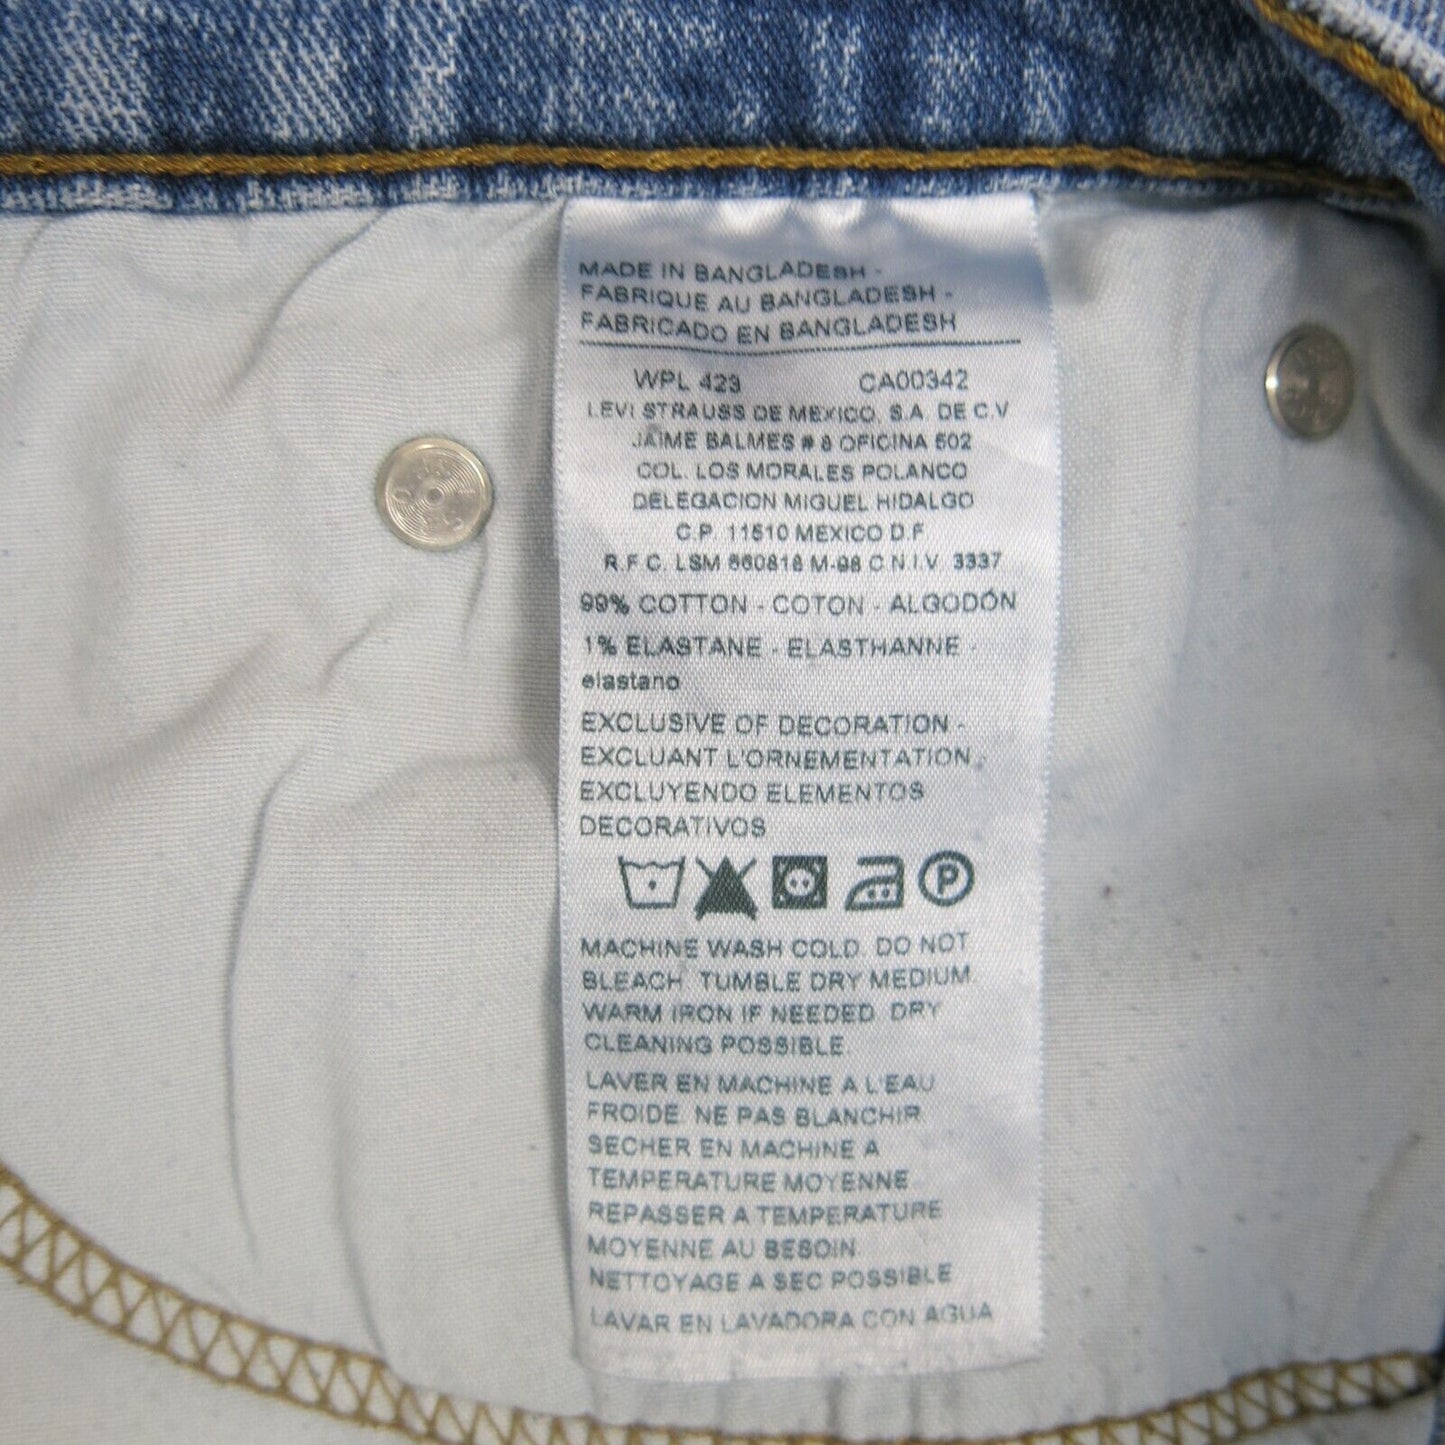 MADE IN BANGLADESH -
FABRIQUE AU BANGLADESH -
FABRICADO EN BANGLADESH
WPL 423 CA00342
LEVI STRAUSS DE MEXICO, S.A. DE C.V
JAIME BALMES # 8 OFICINA 602
COL. LOS MORALES POLANCO
DELEGACION MIGUEL HIDALGO
C.P. 11510 MEXICO D.F
R.F.C. LSM 860818 M-98 C.N.I.V. 3337
99% COTTON - COTON - ALGODÓN
1% ELASTANE - ELASTHANNE -
elastano
EXCLUSIVE OF DECORATION -
EXCLUANT L'ORNEMENTATION
EXCLUYENDO ELEMENTOS
DECORATIVOS
P
MACHINE WASH COLD. DO NOT
BLEACH. TUMBLE DRY MEDIUM.
WARM IRON IF NEEDED. DRY
CLEANING POSSIBLE.
LAVER EN MACHINE A L'EAU
FROIDE. NE PAS BLANCHIR.
SECHER EN MACHINE A
TEMPERATURE MOYENNE.
REPASSER A TEMPERATURE
MOYENNE AU BESOIN.
NETTOYAGE A SEC POSSIBLE
LAVAR EN LAVADORA CON AGUA